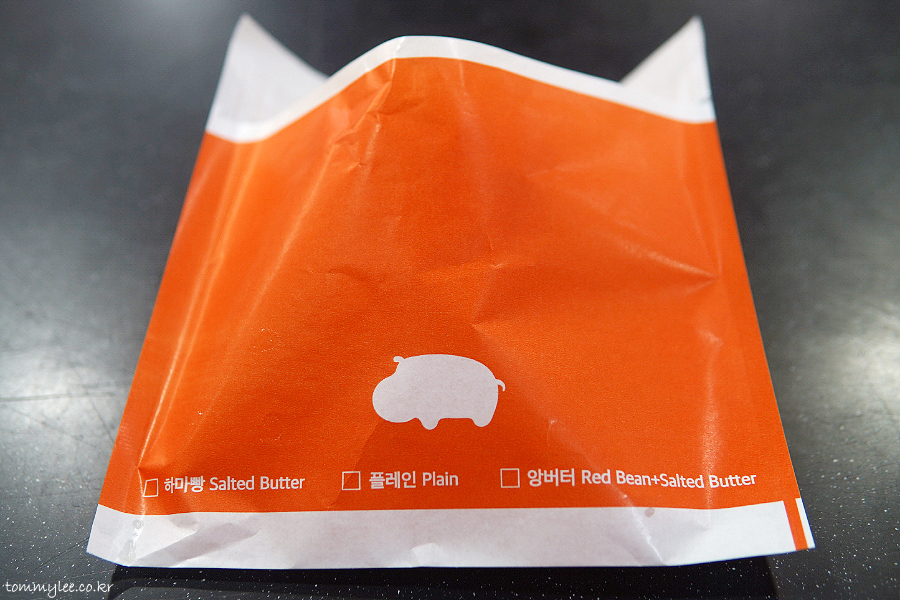 하마빵 Salted Butter 플레인 Plain 앙버터 Red Bean+Salted Butter
tommylee.co.kr